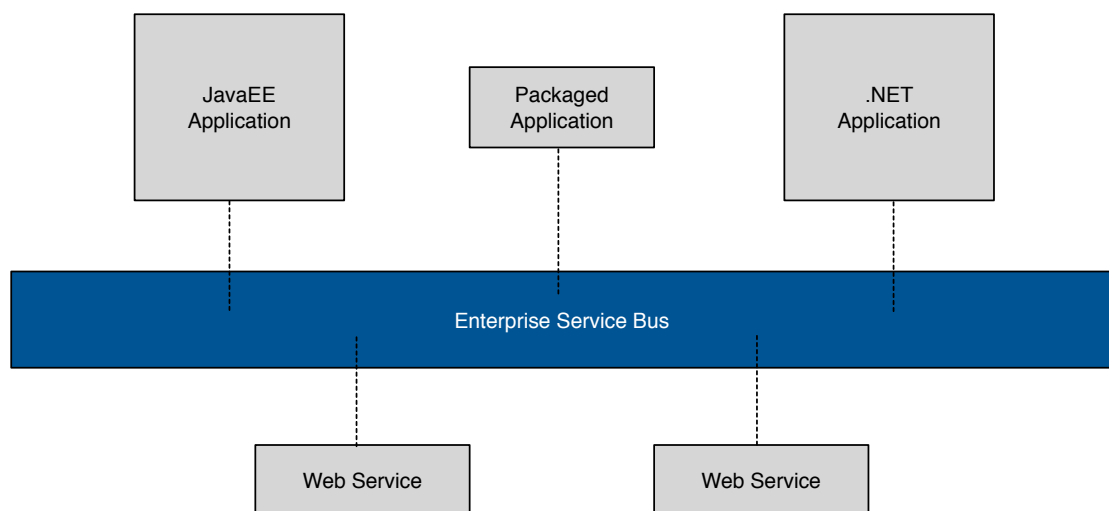 JavaEE
Application
Packaged
Application
.NET
Application
Enterprise Service Bus
Web Service
Web Service